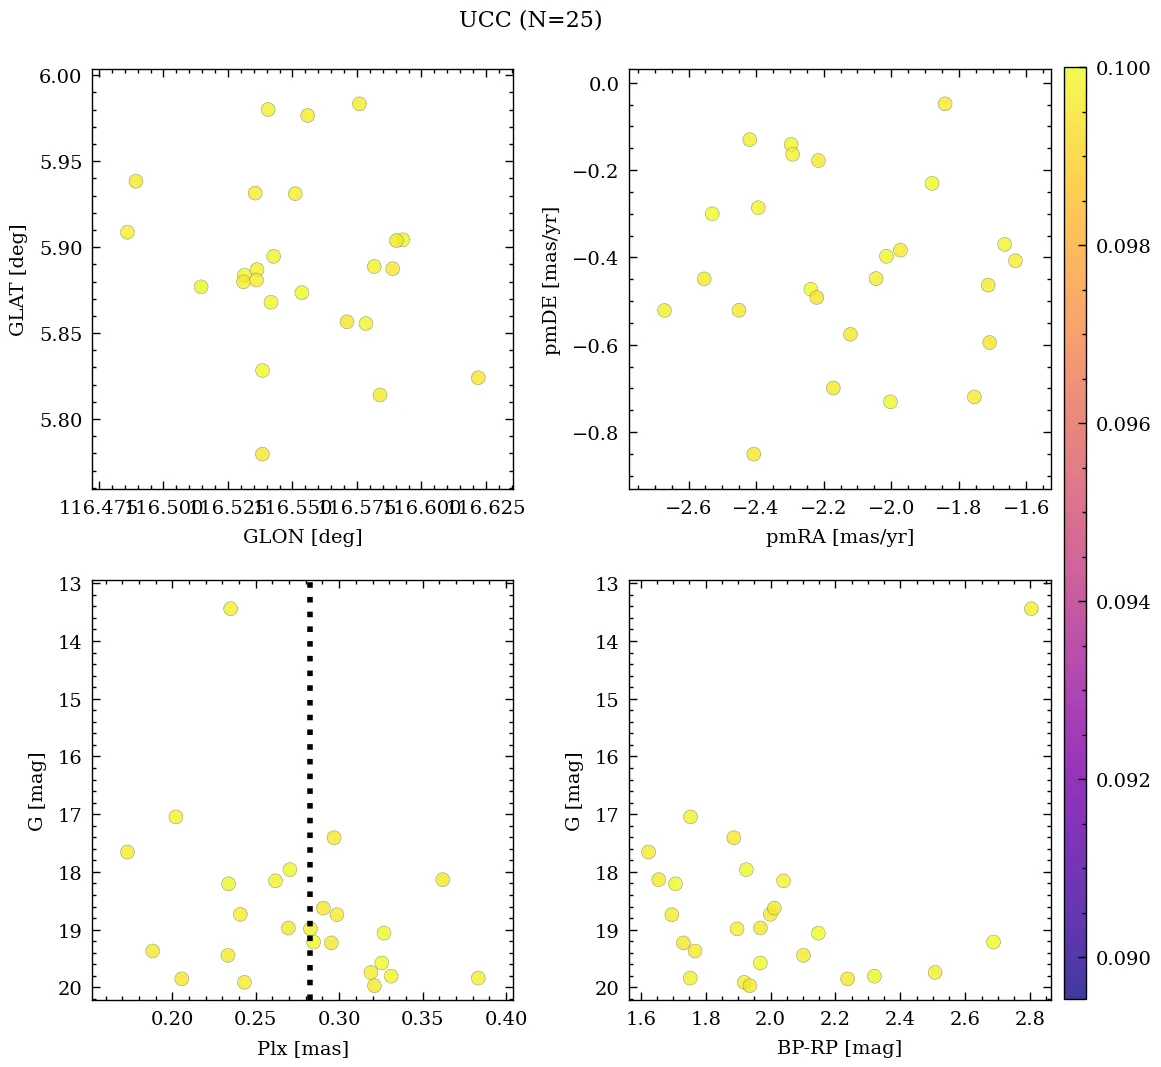 UCC (N=25)
6.00
5.95
5.90
5.85
5.80
GLAT [deg]
116.475 116.500 116.525 116.550 116.575 116.600 116.625
GLON [deg]
0.0
−0.2
−0.4
−0.6
−0.8
pmDE [mas/yr]
−2.6 −2.4 −2.2 −2.0 −1.8 −1.6
pmRA [mas/yr]
13
14
15
16
17
18
19
20
G [mag]
0.20 0.25 0.30 0.35 0.40
Plx [mas]
13
14
15
16
17
18
19
20
G [mag]
1.6 1.8 2.0 2.2 2.4 2.6 2.8
BP-RP [mag]
0.100
0.098
0.096
0.094
0.092
0.090